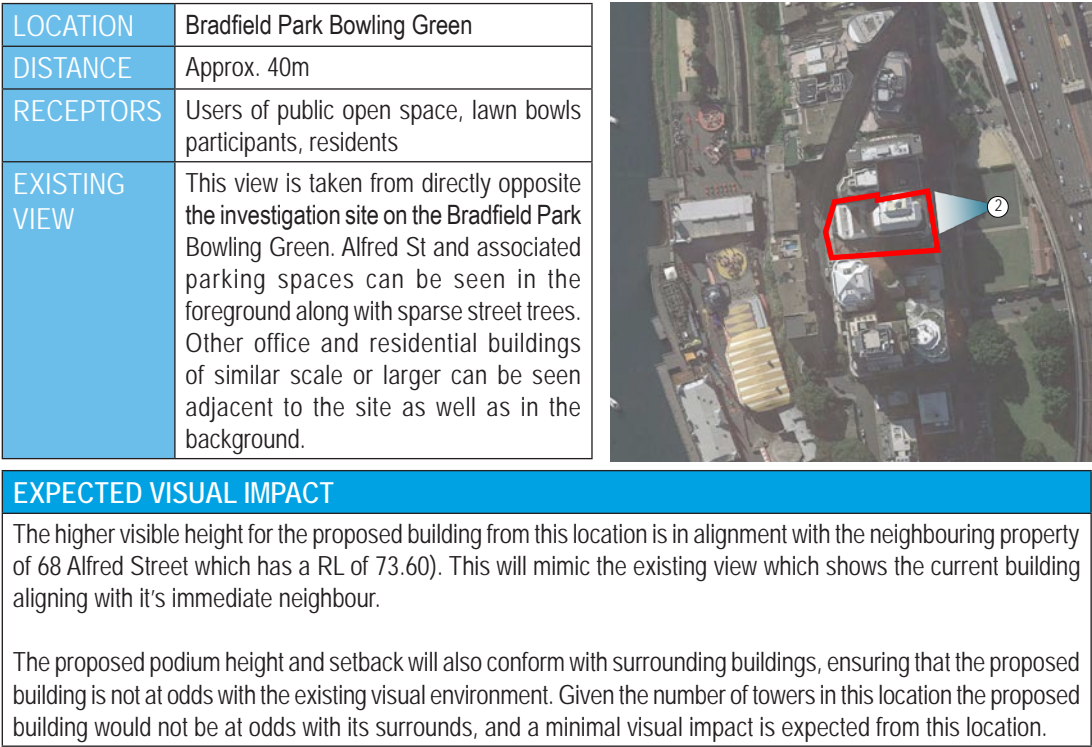 LOCATION
Bradfield Park Bowling Green
DISTANCE
Approx. 40m
RECEPTORS
Users of public open space, lawn bowls
participants, residents
EXISTING
VIEW
This view is taken from directly opposite
the investigation site on the Bradfield Park
Bowling Green. Alfred St and associated
parking spaces can be seen in the
foreground along with sparse street trees.
Other office and residential buildings
of similar scale or larger can be seen
adjacent to the site as well as in the
background.
2
EXPECTED VISUAL IMPACT
The higher visible height for the proposed building from this location is in alignment with the neighbouring property
of 68 Alfred Street which has a RL of 73.60). This will mimic the existing view which shows the current building
aligning with it's immediate neighbour.
The proposed podium height and setback will also conform with surrounding buildings, ensuring that the proposed
building is not at odds with the existing visual environment. Given the number of towers in this location the proposed
building would not be at odds with its surrounds, and a minimal visual impact is expected from this location.